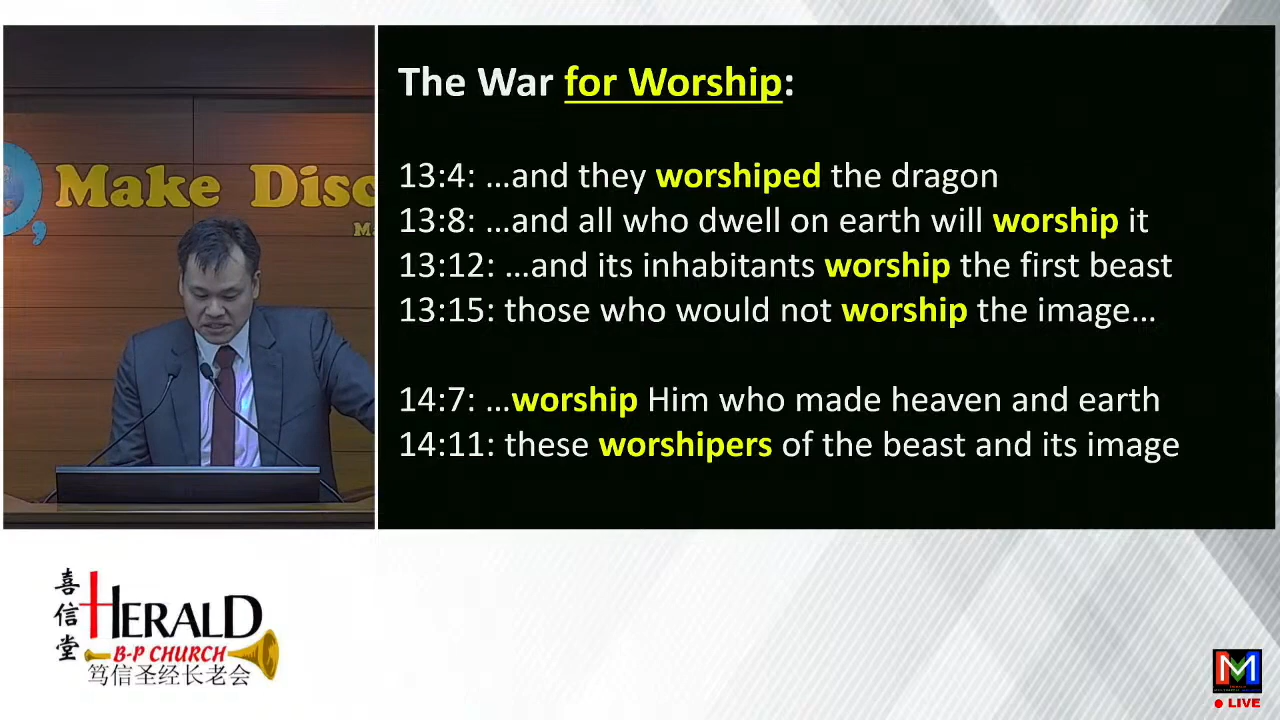 The War for Worship:
13:4: …and they worshiped the dragon
13:8: …and all who dwell on earth will worship it
13:12: …and its inhabitants worship the first beast
13:15: those who would not worship the image…
14:7: …worship Him who made heaven and earth
14:11: these worshipers of the beast and its image
Make Disc
喜信堂
HERALD
B-P CHURCH
笃信圣经长老会
M
LIVE